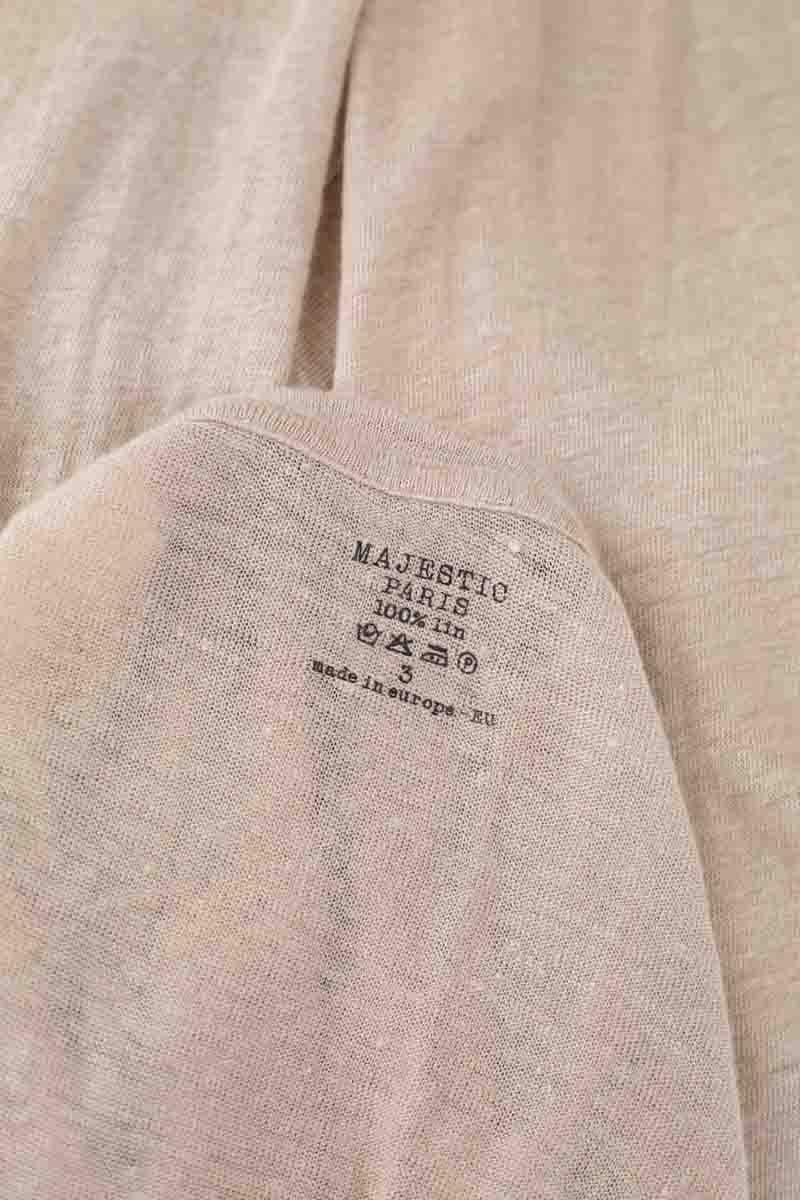 MAJESTIC
PARIS
100% lin
P
3
made in europe - EU